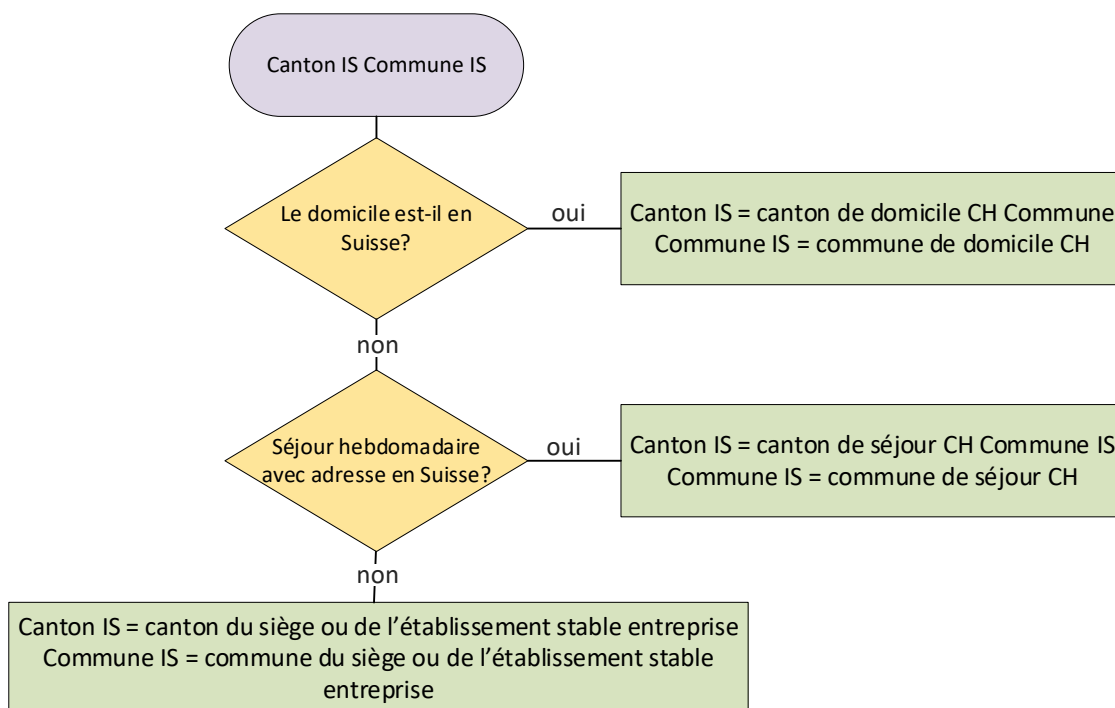 Canton IS Commune IS
Le domicile est-il en
Suisse?
oui
Canton IS = canton de domicile CH Commune
Commune IS = commune de domicile CH
non
Séjour hebdomadaire
avec adresse en Suisse?
oui
Canton IS = canton de séjour CH Commune IS
Commune IS = commune de séjour CH
non
Canton IS = canton du siège ou de l’établissement stable entreprise
Commune IS = commune du siège ou de l’établissement stable
entreprise